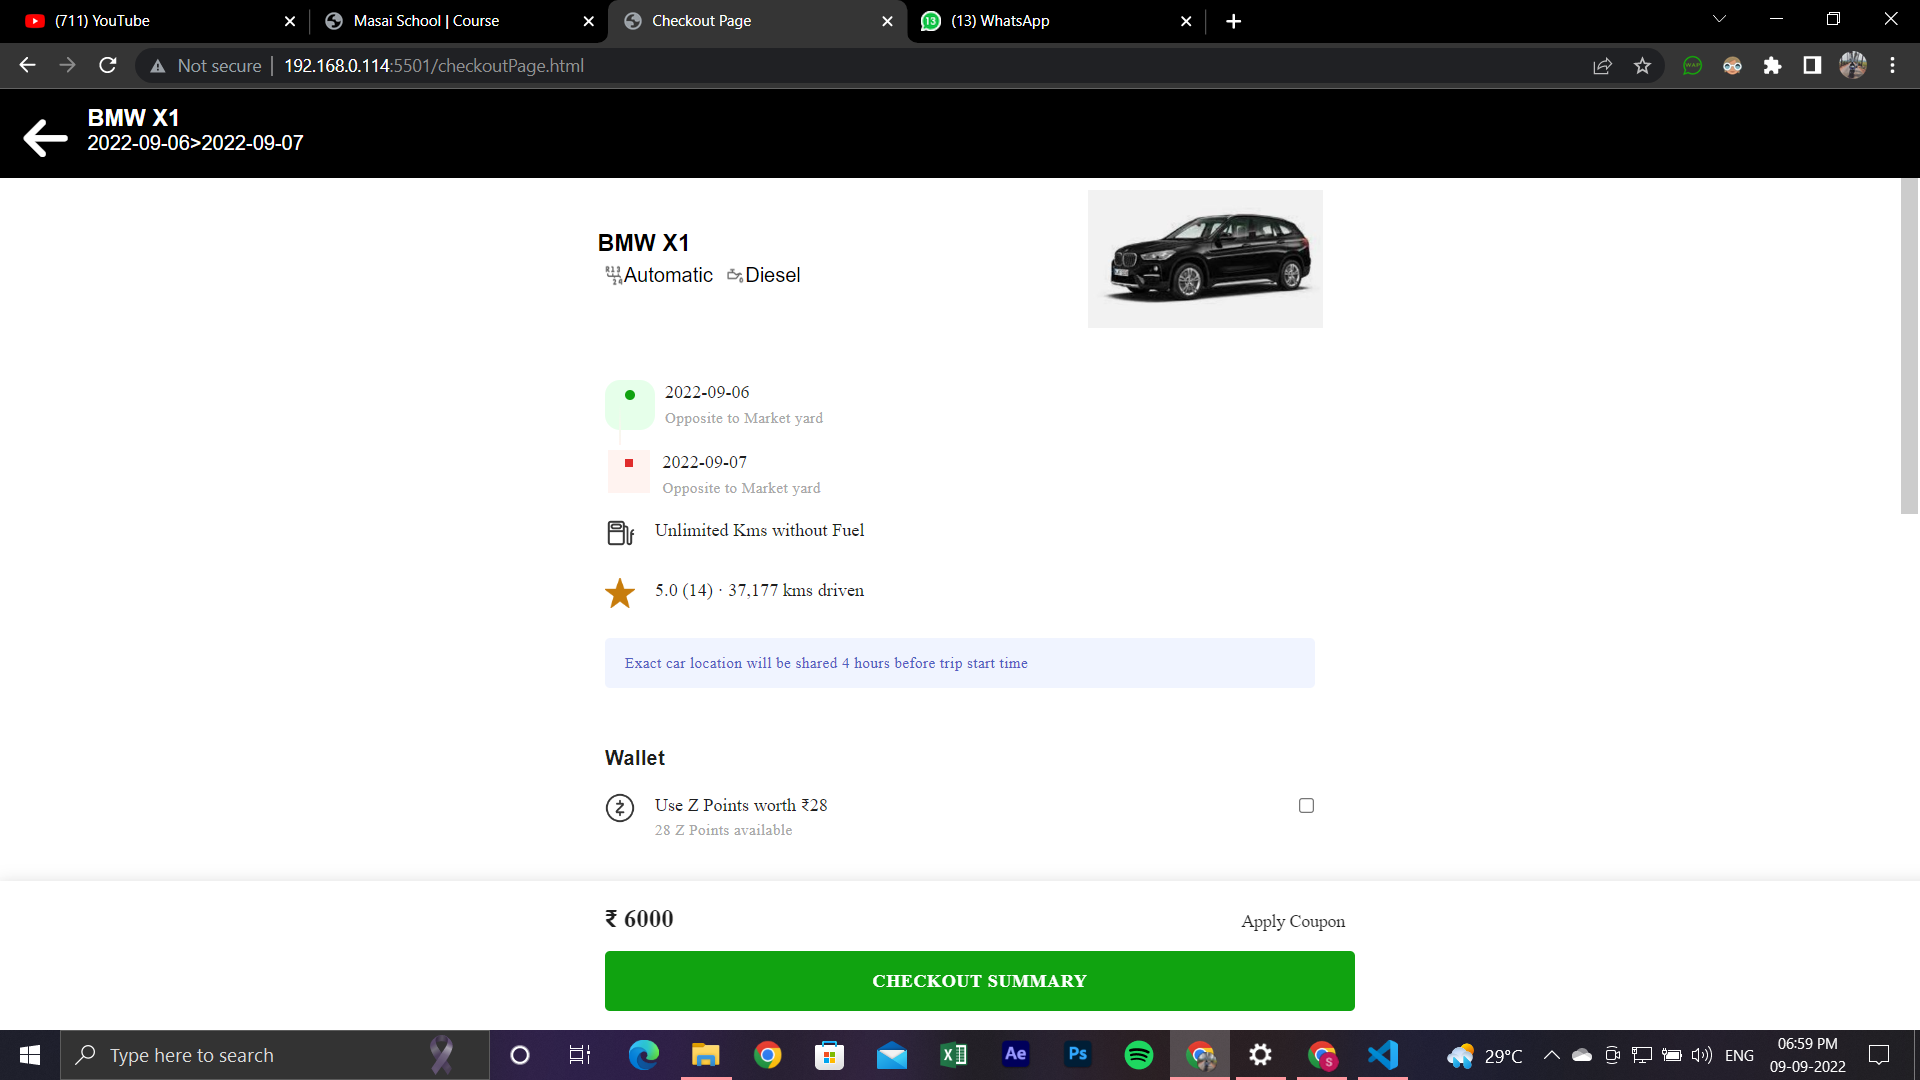 (711) YouTube
Masai School | Course
Checkout Page
13
(13) WhatsApp
Not secure
192.168.0.114:5501/checkoutPage.html
BMW X1
2022-09-06>2022-09-07
BMW X1
Automatic Diesel
2022-09-06
Opposite to Market yard
2022-09-07
Opposite to Market yard
Unlimited Kms without Fuel
5.0 (14) · 37,177 kms driven
Exact car location will be shared 4 hours before trip start time
Wallet
Use Z Points worth ₹28
28 Z Points available
₹ 6000
Apply Coupon
CHECKOUT SUMMARY
Type here to search
Ae
Ps
S
29°C
ENG
06:59 PM
09-09-2022